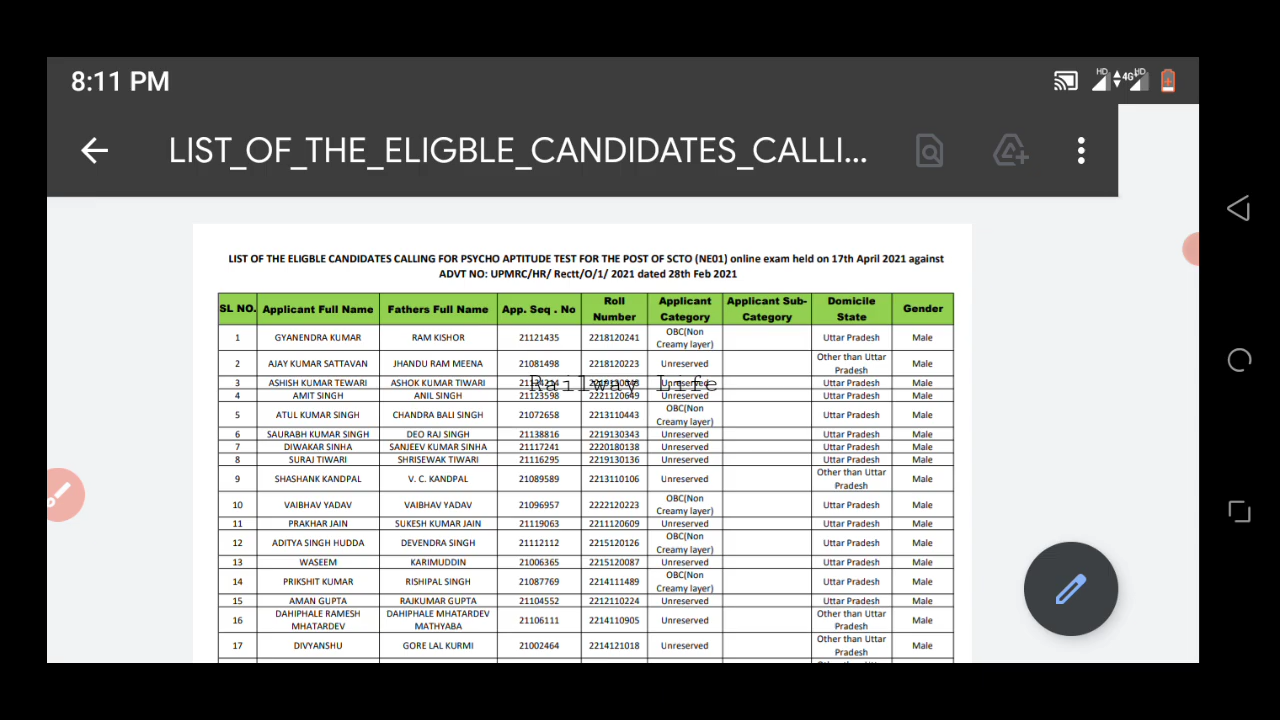 8:11 PM
HD 4G+ HD
LIST_OF_THE_ELIGBLE_CANDIDATES_CALLI...
LIST OF THE ELIGBLE CANDIDATES CALLING FOR PSYCHO APTITUDE TEST FOR THE POST OF SCTO (NE01) online exam held on 17th April 2021 against
ADVT NO: UPMRC/HR/ Rectt/O/1/ 2021 dated 28th Feb 2021
SL NO. Applicant Full Name Fathers Full Name App. Seq . No Roll Number Applicant Category Applicant Sub-Category Domicile State Gender
1 GYANENDRA KUMAR RAM KISHOR 21121435 2218120241 OBC(Non Creamy layer) Uttar Pradesh Male
2 AJAY KUMAR SATTAVAN JHANDU RAM MEENA 21081498 2218120223 Unreserved Other than Uttar Pradesh Male
3 ASHISH KUMAR TEWARI ASHOK KUMAR TIWARI Unreserved Uttar Pradesh Male
Railway Life
4 AMIT SINGH ANIL SINGH 21123598 2221120649 Unreserved Uttar Pradesh Male
5 ATUL KUMAR SINGH CHANDRA BALI SINGH 21072658 2213110443 OBC(Non Creamy layer) Uttar Pradesh Male
6 SAURABH KUMAR SINGH DEO RAJ SINGH 21138816 2219130343 Unreserved Uttar Pradesh Male
7 DIWAKAR SINHA SANJEEV KUMAR SINHA 21117241 2220180138 Unreserved Uttar Pradesh Male
8 SURAJ TIWARI SHRISEWAK TIWARI 21116295 2219130136 Unreserved Uttar Pradesh Male
9 SHASHANK KANDPAL V. C. KANDPAL 21089589 2213110106 Unreserved Other than Uttar Pradesh Male
10 VAIBHAV YADAV VAIBHAV YADAV 21096957 2222120223 OBC(Non Creamy layer) Uttar Pradesh Male
11 PRAKHAR JAIN SUKESH KUMAR JAIN 21119063 2221120609 Unreserved Uttar Pradesh Male
12 ADITYA SINGH HUDDA DEVENDRA SINGH 21112112 2215120126 OBC(Non Creamy layer) Uttar Pradesh Male
13 WASEEM KARIMUDDIN 21006365 2215120087 Unreserved Uttar Pradesh Male
14 PRIKSHIT KUMAR RISHIPAL SINGH 21087769 2214111489 OBC(Non Creamy layer) Uttar Pradesh Male
15 AMAN GUPTA RAJKUMAR GUPTA 21104552 2212110224 Unreserved Uttar Pradesh Male
16 DAHIPHALE RAMESH MHATARDEV DAHIPHALE MHATARDEV MATHYABA 21106111 2214110905 Unreserved Other than Uttar Pradesh Male
17 DIVYANSHU GORE LAL KURMI 21002464 2214121018 Unreserved Other than Uttar Pradesh Male